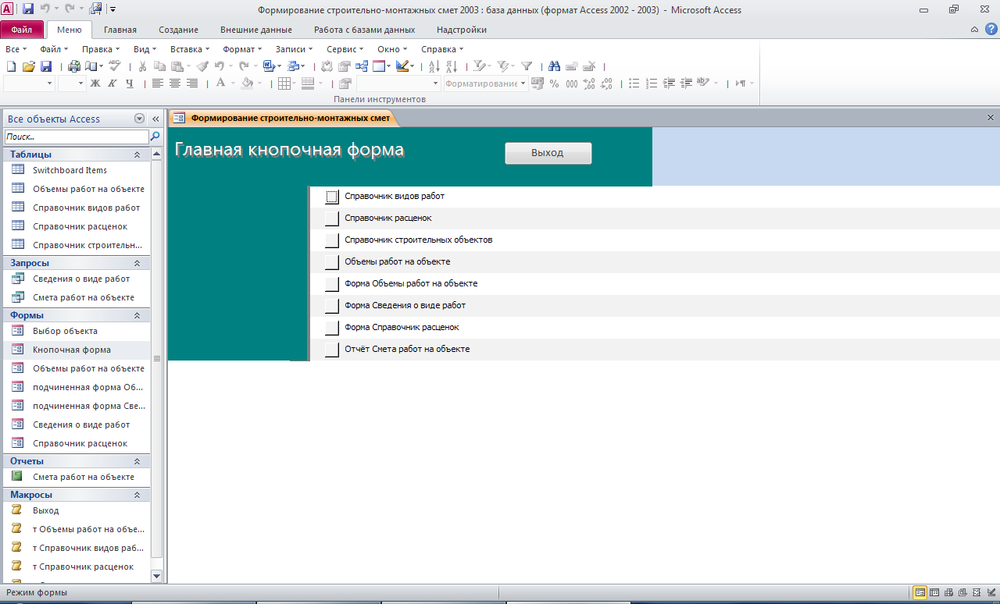 Формирование строительно-монтажных смет 2003 : база данных (формат Access 2002 - 2003) - Microsoft Access
Файл Меню Главная Создание Внешние данные Работа с базами данных Надстройки
Все Файл Правка Вид Вставка Формат Записи Сервис Окно Справка
Ж К Ч А Форматирование % 000
Панели инструментов
Все объекты Access «
Формирование строительно-монтажных смет
Поиск...
Главная кнопочная форма
Выход
Таблицы
Switchboard Items
Объемы работ на объекте
Справочник видов работ
Справочник расценок
Справочник строительн...
Запросы
Сведения о виде работ
Смета работ на объекте
Формы
Выбор объекта
Кнопочная форма
Объемы работ на объекте
подчиненная форма Об...
подчиненная форма Све...
Сведения о виде работ
Справочник расценок
Отчеты
Смета работ на объекте
Макросы
Выход
т Объемы работ на объе...
т Справочник видов раб...
т Справочник расценок
Справочник видов работ
Справочник расценок
Справочник строительных объектов
Объемы работ на объекте
Форма Объемы работ на объекте
Форма Сведения о виде работ
Форма Справочник расценок
Отчёт Смета работ на объекте
Режим формы